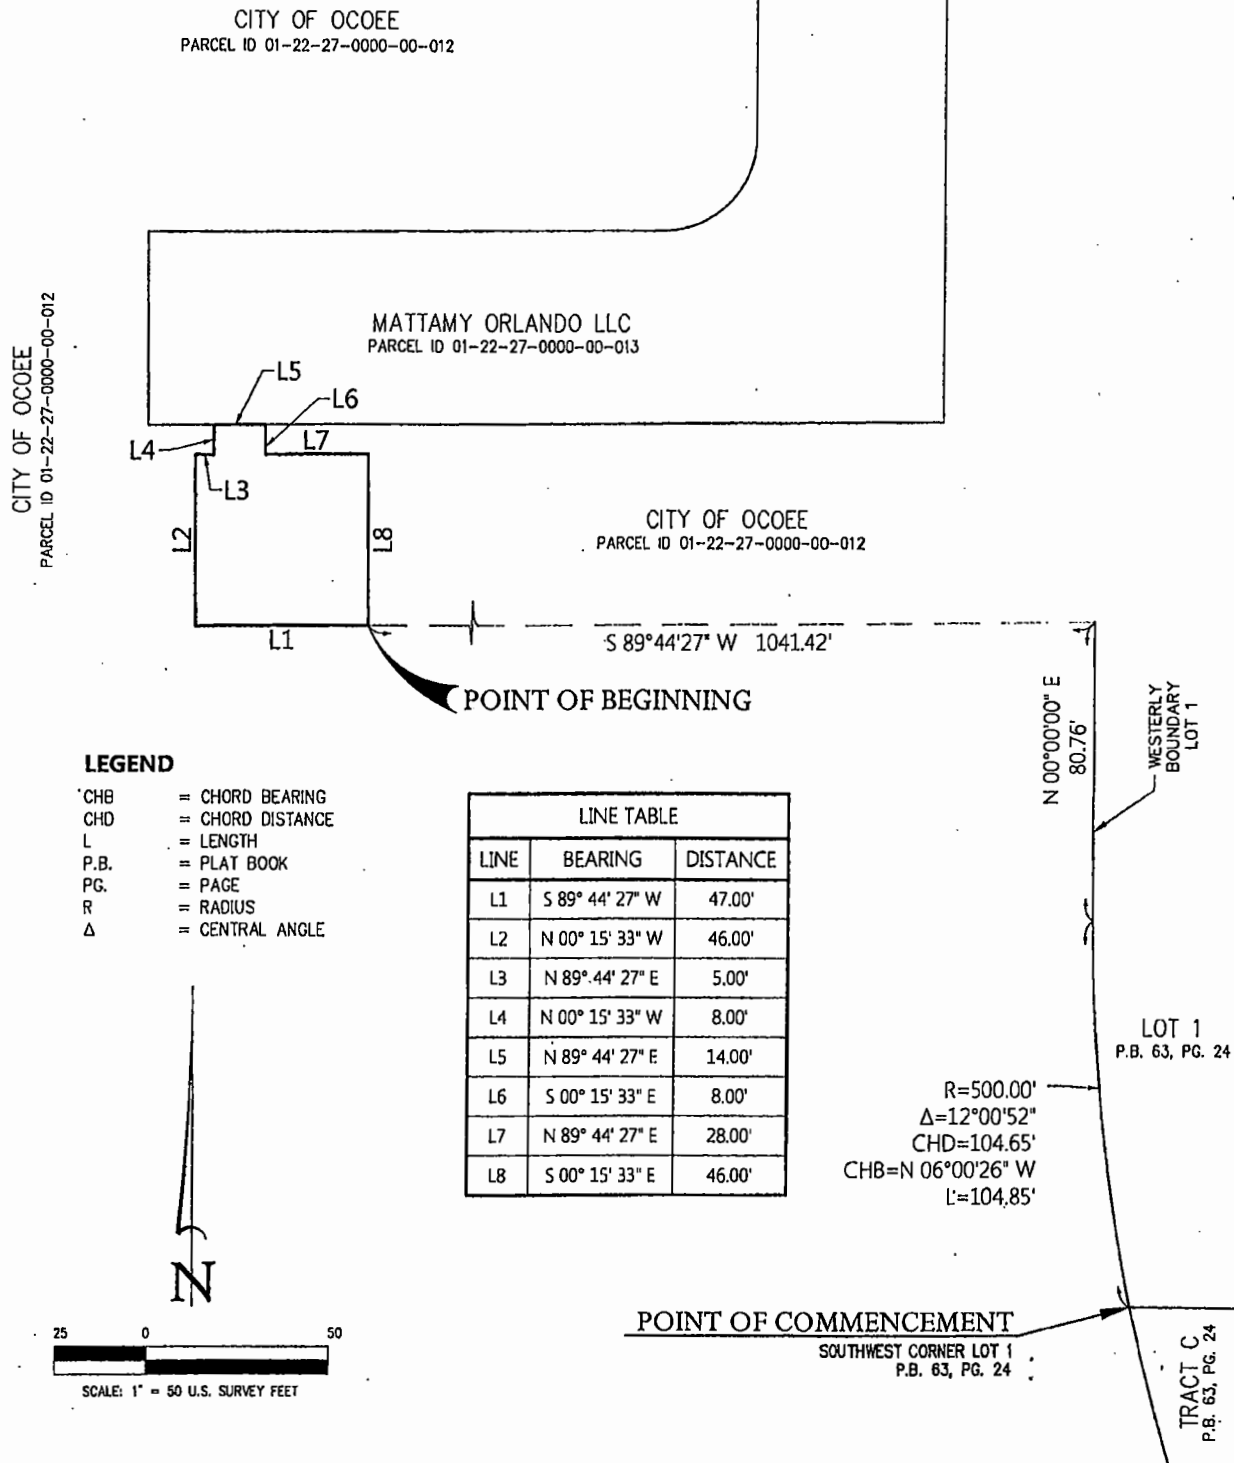 CITY OF OCOEE
PARCEL ID 01-22-27-0000-00-012
MATTAMY ORLANDO LLC
PARCEL ID 01-22-27-0000-00-013
CITY OF OCOEE
PARCEL ID 01-22-27-0000-00-012
L5
L6
L4
L7
L3
L2
L8
L1
CITY OF OCOEE
PARCEL ID 01-22-27-0000-00-012
S 89°44'27" W 1041.42'
POINT OF BEGINNING
N 00°00'00" E
80.76'
WESTERLY
BOUNDARY
LOT 1
LEGEND
CHB = CHORD BEARING
CHD = CHORD DISTANCE
L = LENGTH
P.B. = PLAT BOOK
PG. = PAGE
R = RADIUS
Δ = CENTRAL ANGLE
LINE TABLE
LINE BEARING DISTANCE
L1 S 89° 44' 27" W 47.00'
L2 N 00° 15' 33" W 46.00'
L3 N 89° 44' 27" E 5.00'
L4 N 00° 15' 33" W 8.00'
L5 N 89° 44' 27" E 14.00'
L6 S 00° 15' 33" E 8.00'
L7 N 89° 44' 27" E 28.00'
L8 S 00° 15' 33" E 46.00'
LOT 1
P.B. 63, PG. 24
R=500.00'
Δ=12°00'52"
CHD=104.65'
CHB=N 06°00'26" W
L=104.85'
N
POINT OF COMMENCEMENT
SOUTHWEST CORNER LOT 1
P.B. 63, PG. 24
TRACT C
P.B. 63, PG. 24
25 0 50
SCALE: 1" = 50 U.S. SURVEY FEET